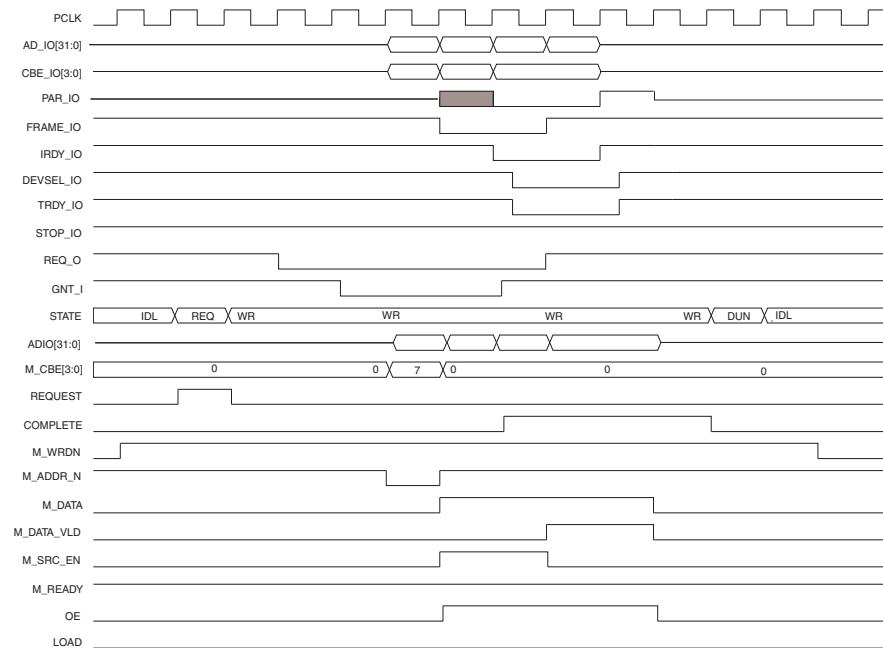 PCLK
AD_IO[31:0]
CBE_IO[3:0]
PAR_IO
FRAME_IO
IRDY_IO
DEVSEL_IO
TRDY_IO
STOP_IO
REQ_O
GNT_I
STATE IDL REQ WR WR WR WR DUN IDL
ADIO[31:0]
M_CBE[3:0] 0 0 7 0 0 0
REQUEST
COMPLETE
M_WRDN
M_ADDR_N
M_DATA
M_DATA_VLD
M_SRC_EN
M_READY
OE
LOAD